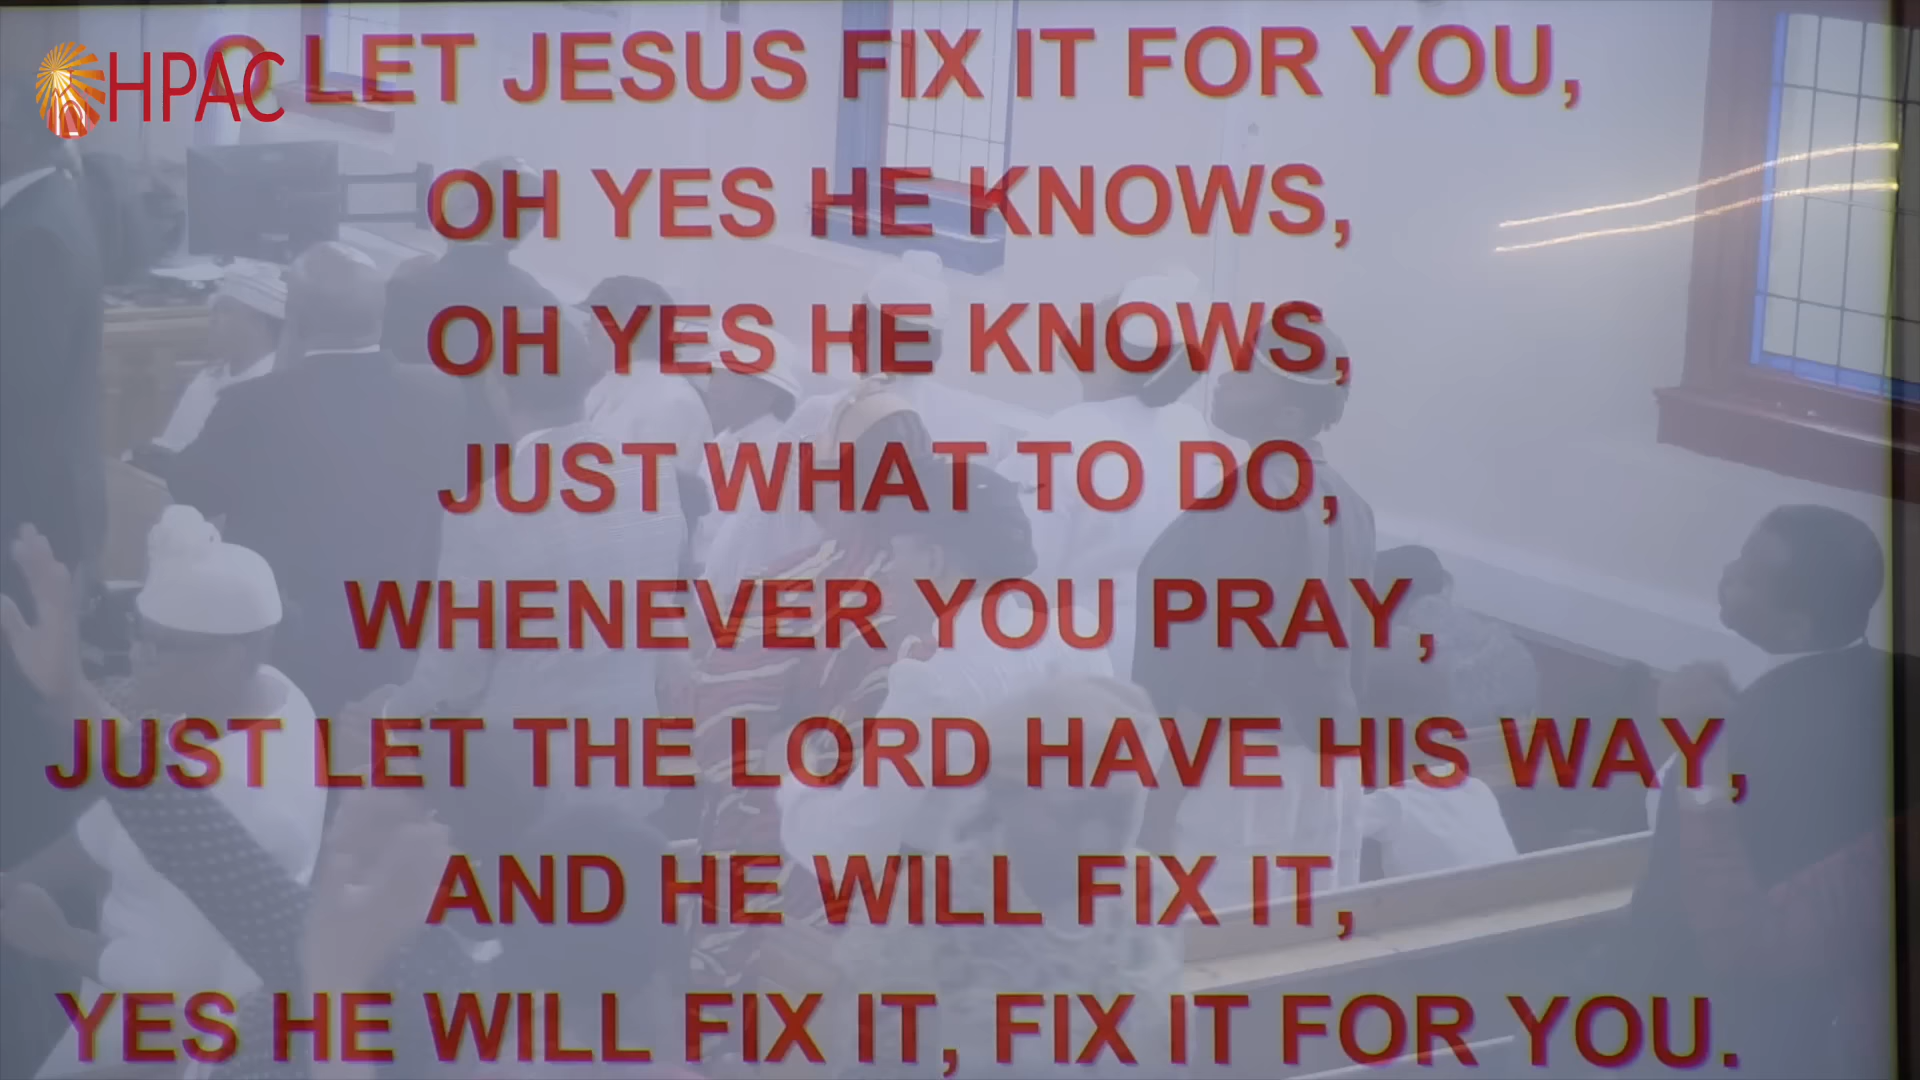 HPAC
O LET JESUS FIX IT FOR YOU,
OH YES HE KNOWS,
OH YES HE KNOWS,
JUST WHAT TO DO,
WHENEVER YOU PRAY,
JUST LET THE LORD HAVE HIS WAY,
AND HE WILL FIX IT,
YES HE WILL FIX IT, FIX IT FOR YOU.